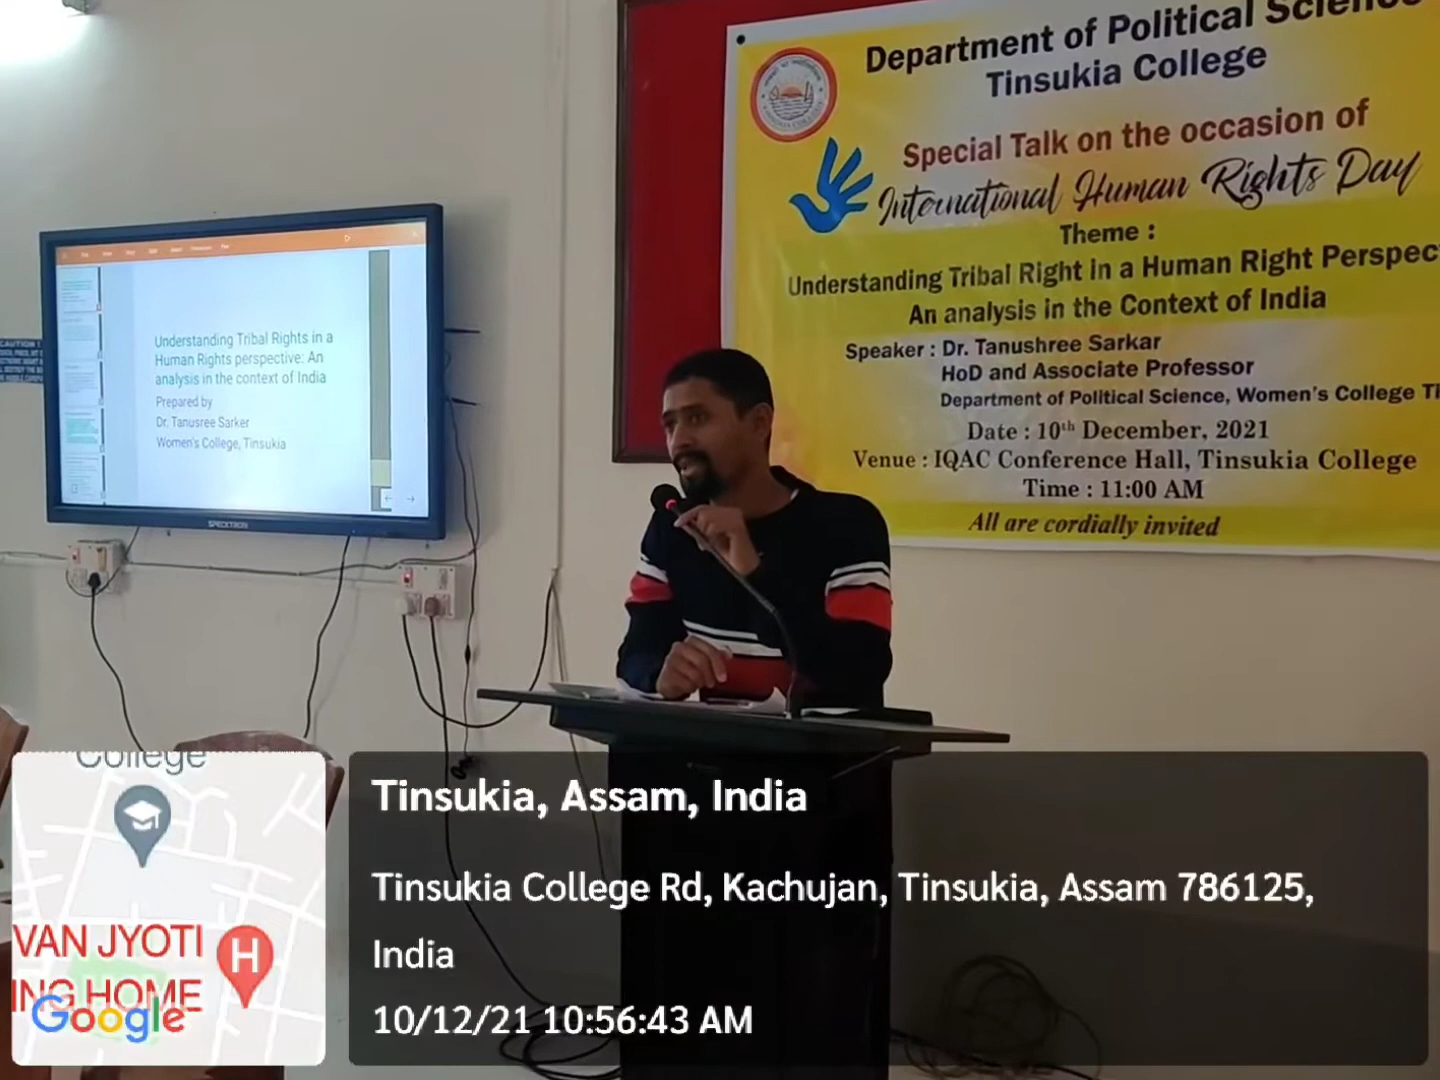 Department of Political Science
Tinsukia College
Special Talk on the occasion of
International Human Rights Day
Theme :
Understanding Tribal Right in a Human Right Perspec
An analysis in the Context of India
Speaker : Dr. Tanushree Sarkar
HoD and Associate Professor
Department of Political Science, Women's College Ti
Date : 10th December, 2021
Venue : IQAC Conference Hall, Tinsukia College
Time : 11:00 AM
All are cordially invited
Understanding Tribal Rights in a
Human Rights perspective: An
analysis in the context of India
Prepared by
Dr. Tanusree Sarker
Women's College, Tinsukia
SPECKTRON
CAUTION
College
VAN JYOTI
ING HOME
H
Google
Tinsukia, Assam, India
Tinsukia College Rd, Kachujan, Tinsukia, Assam 786125,
India
10/12/21 10:56:43 AM